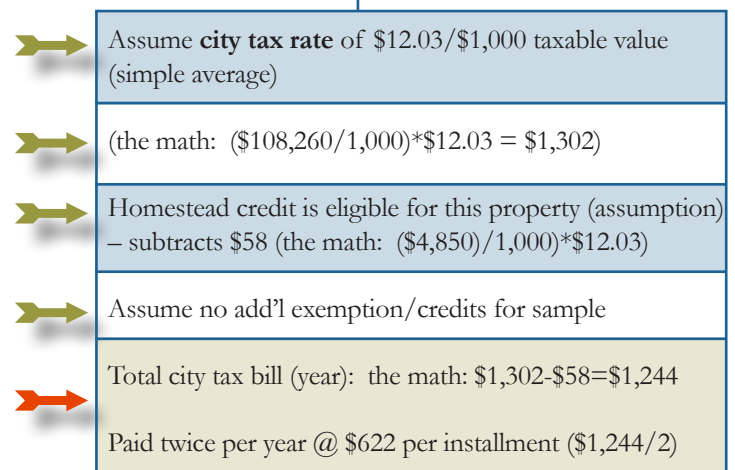 Assume city tax rate of $12.03/$1,000 taxable value
(simple average)
(the math:  ($108,260/1,000)*$12.03 = $1,302)
Homestead credit is eligible for this property (assumption)
– subtracts $58 (the math:  ($4,850)/1,000)*$12.03)
Assume no add'l exemption/credits for sample
Total city tax bill (year):  the math: $1,302-$58=$1,244
Paid twice per year @ $622 per installment ($1,244/2)